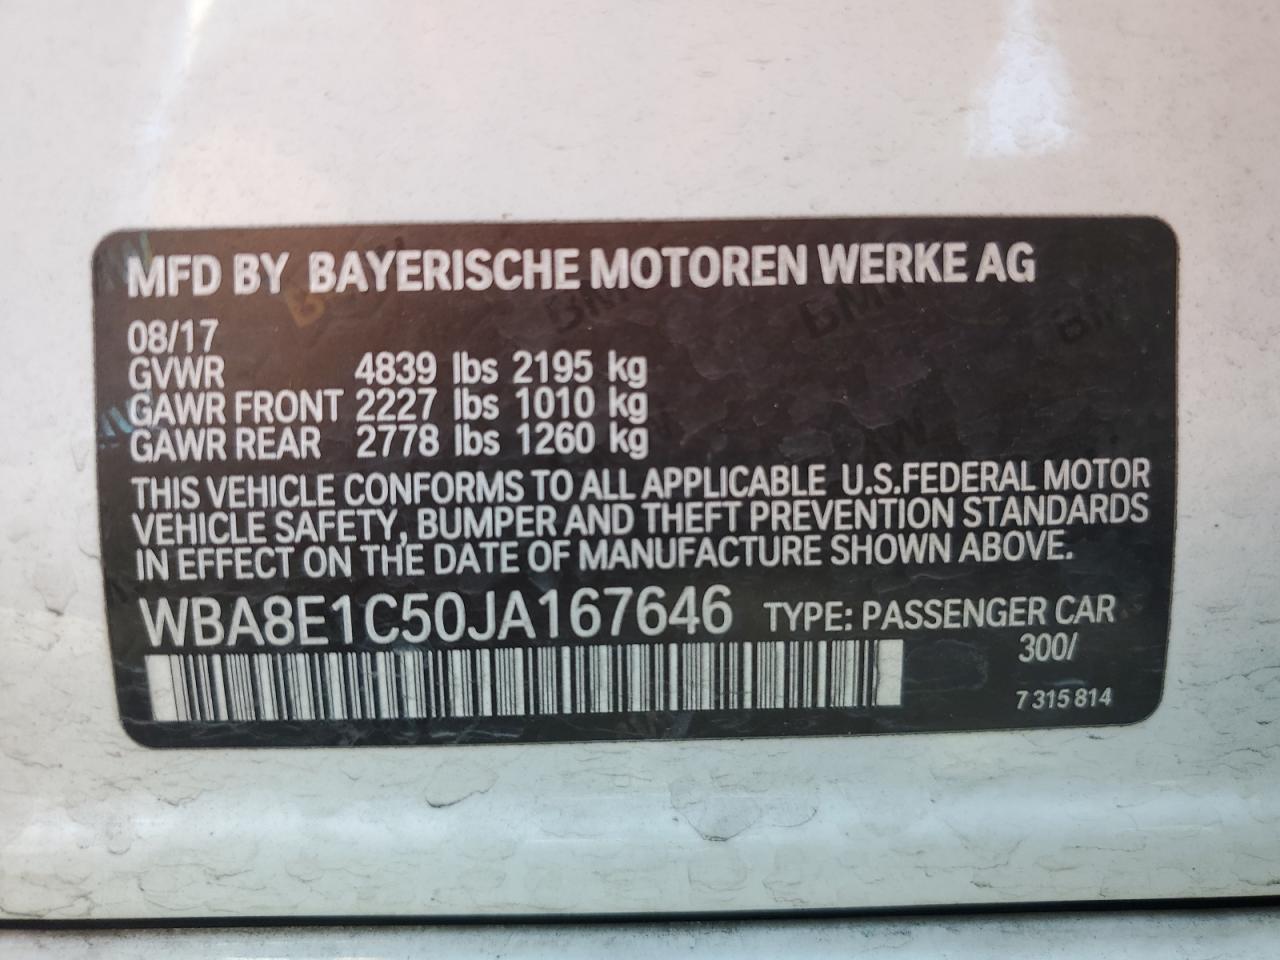 MFD BY BAYERISCHE MOTOREN WERKE AG
08/17
GVWR 4839 lbs 2195 kg
GAWR FRONT 2227 lbs 1010 kg
GAWR REAR 2778 lbs 1260 kg
THIS VEHICLE CONFORMS TO ALL APPLICABLE U.S.FEDERAL MOTOR
VEHICLE SAFETY, BUMPER AND THEFT PREVENTION STANDARDS
IN EFFECT ON THE DATE OF MANUFACTURE SHOWN ABOVE.
WBA8E1C50JA167646 TYPE: PASSENGER CAR
300/
7 315 814